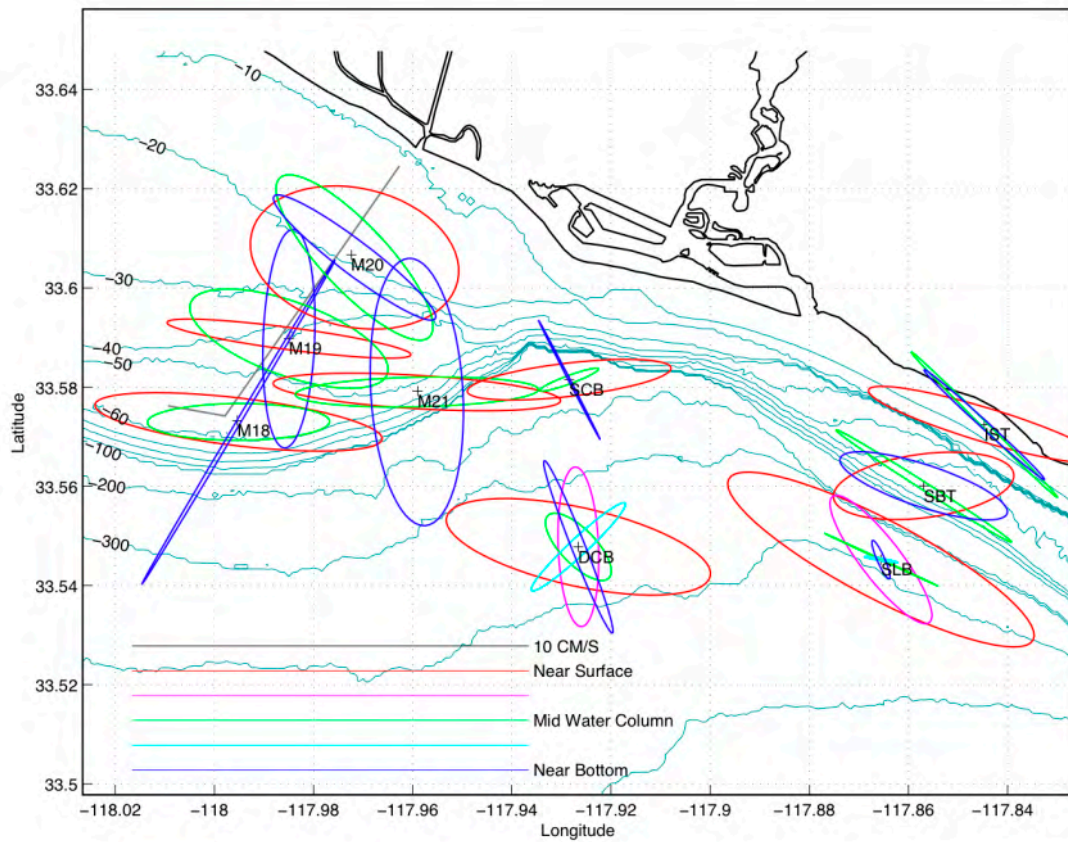 −10
33.64
−20
33.62
M20
−30
33.6
M19
−40
−50
33.58
SCB
M21
−60
M18
IST
−100
−200
33.56
SBT
−300
DCB
SLB
33.54
10 CM/S
Near Surface
33.52
Mid Water Column
Near Bottom
33.5
−118.02
−118
−117.98
−117.96
−117.94
−117.92
−117.9
−117.88
−117.86
−117.84
Longitude
Latitude